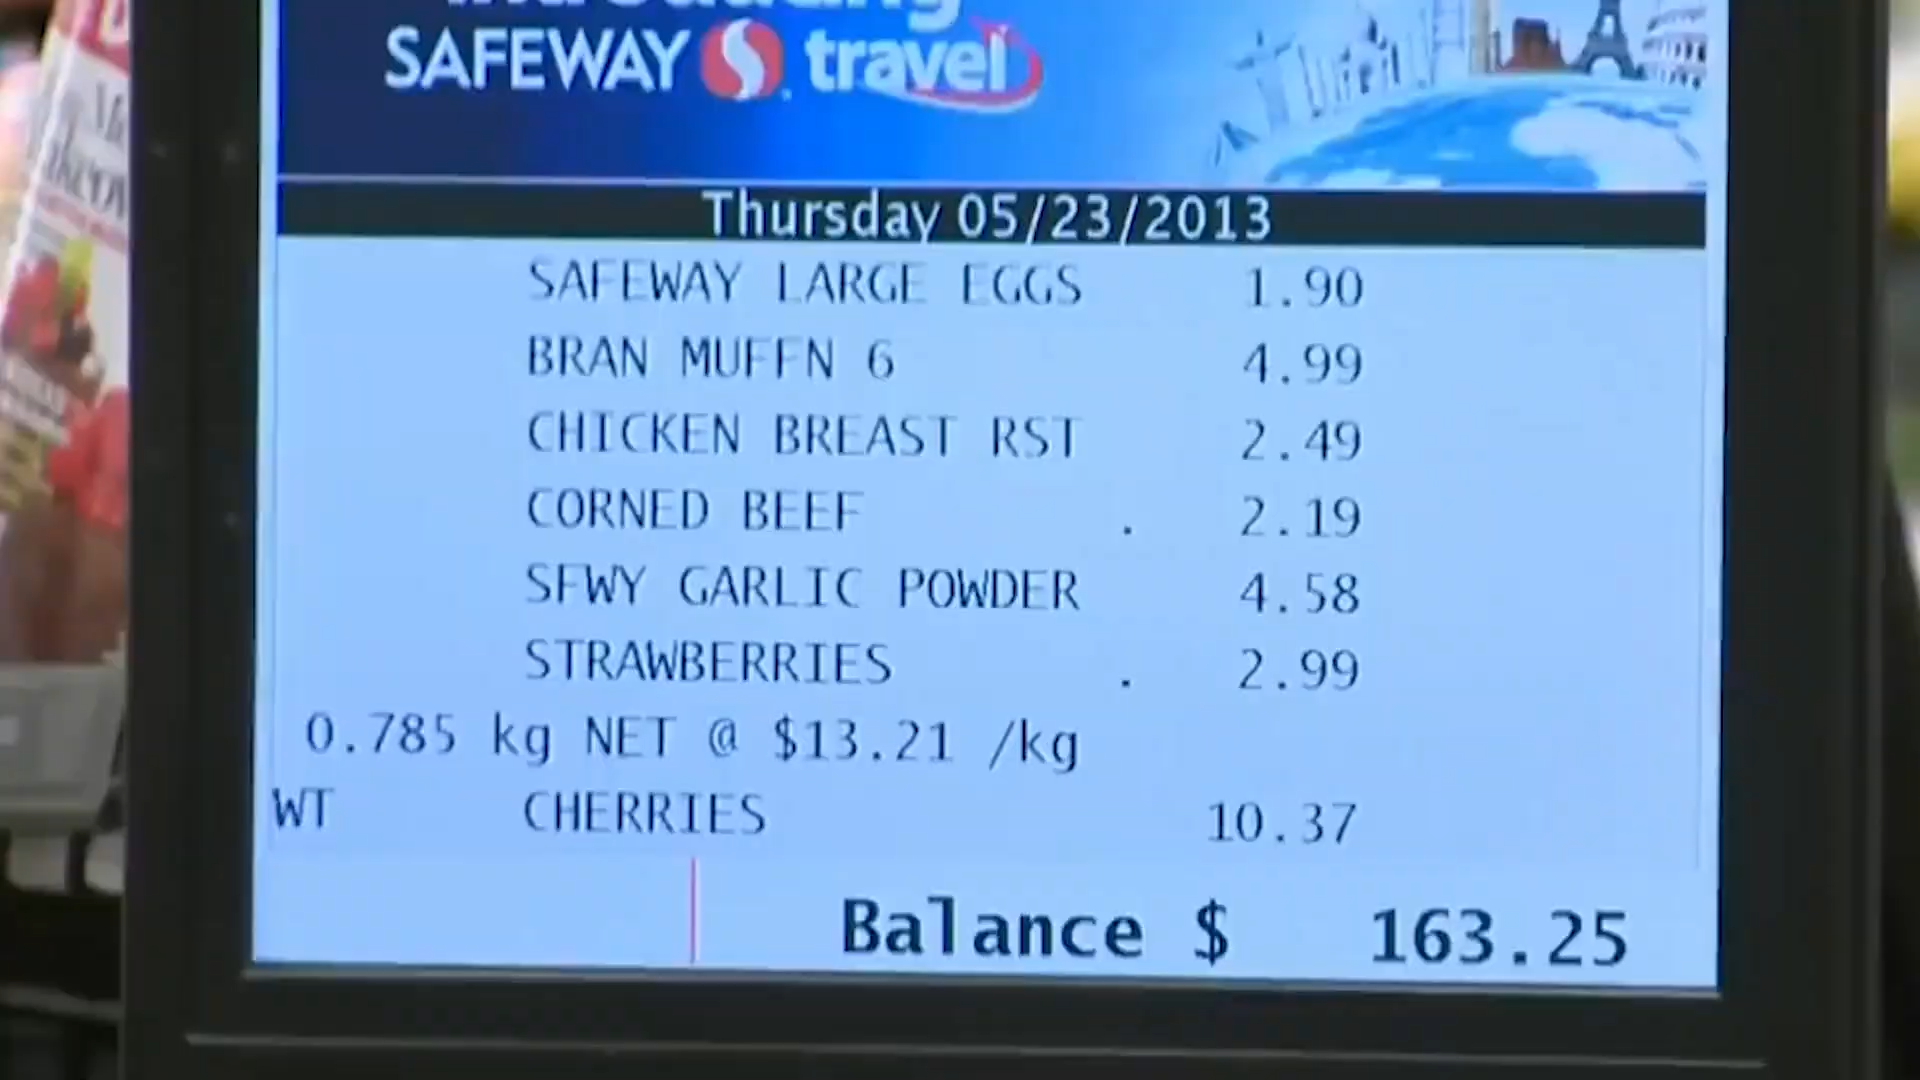 Introducing
SAFEWAY travel
Thursday 05/23/2013
SAFEWAY LARGE EGGS 1.90
BRAN MUFFN 6 4.99
CHICKEN BREAST RST 2.49
CORNED BEEF . 2.19
SFWY GARLIC POWDER 4.58
STRAWBERRIES . 2.99
0.785 kg NET @ $13.21 /kg
WT CHERRIES 10.37
Balance $ 163.25